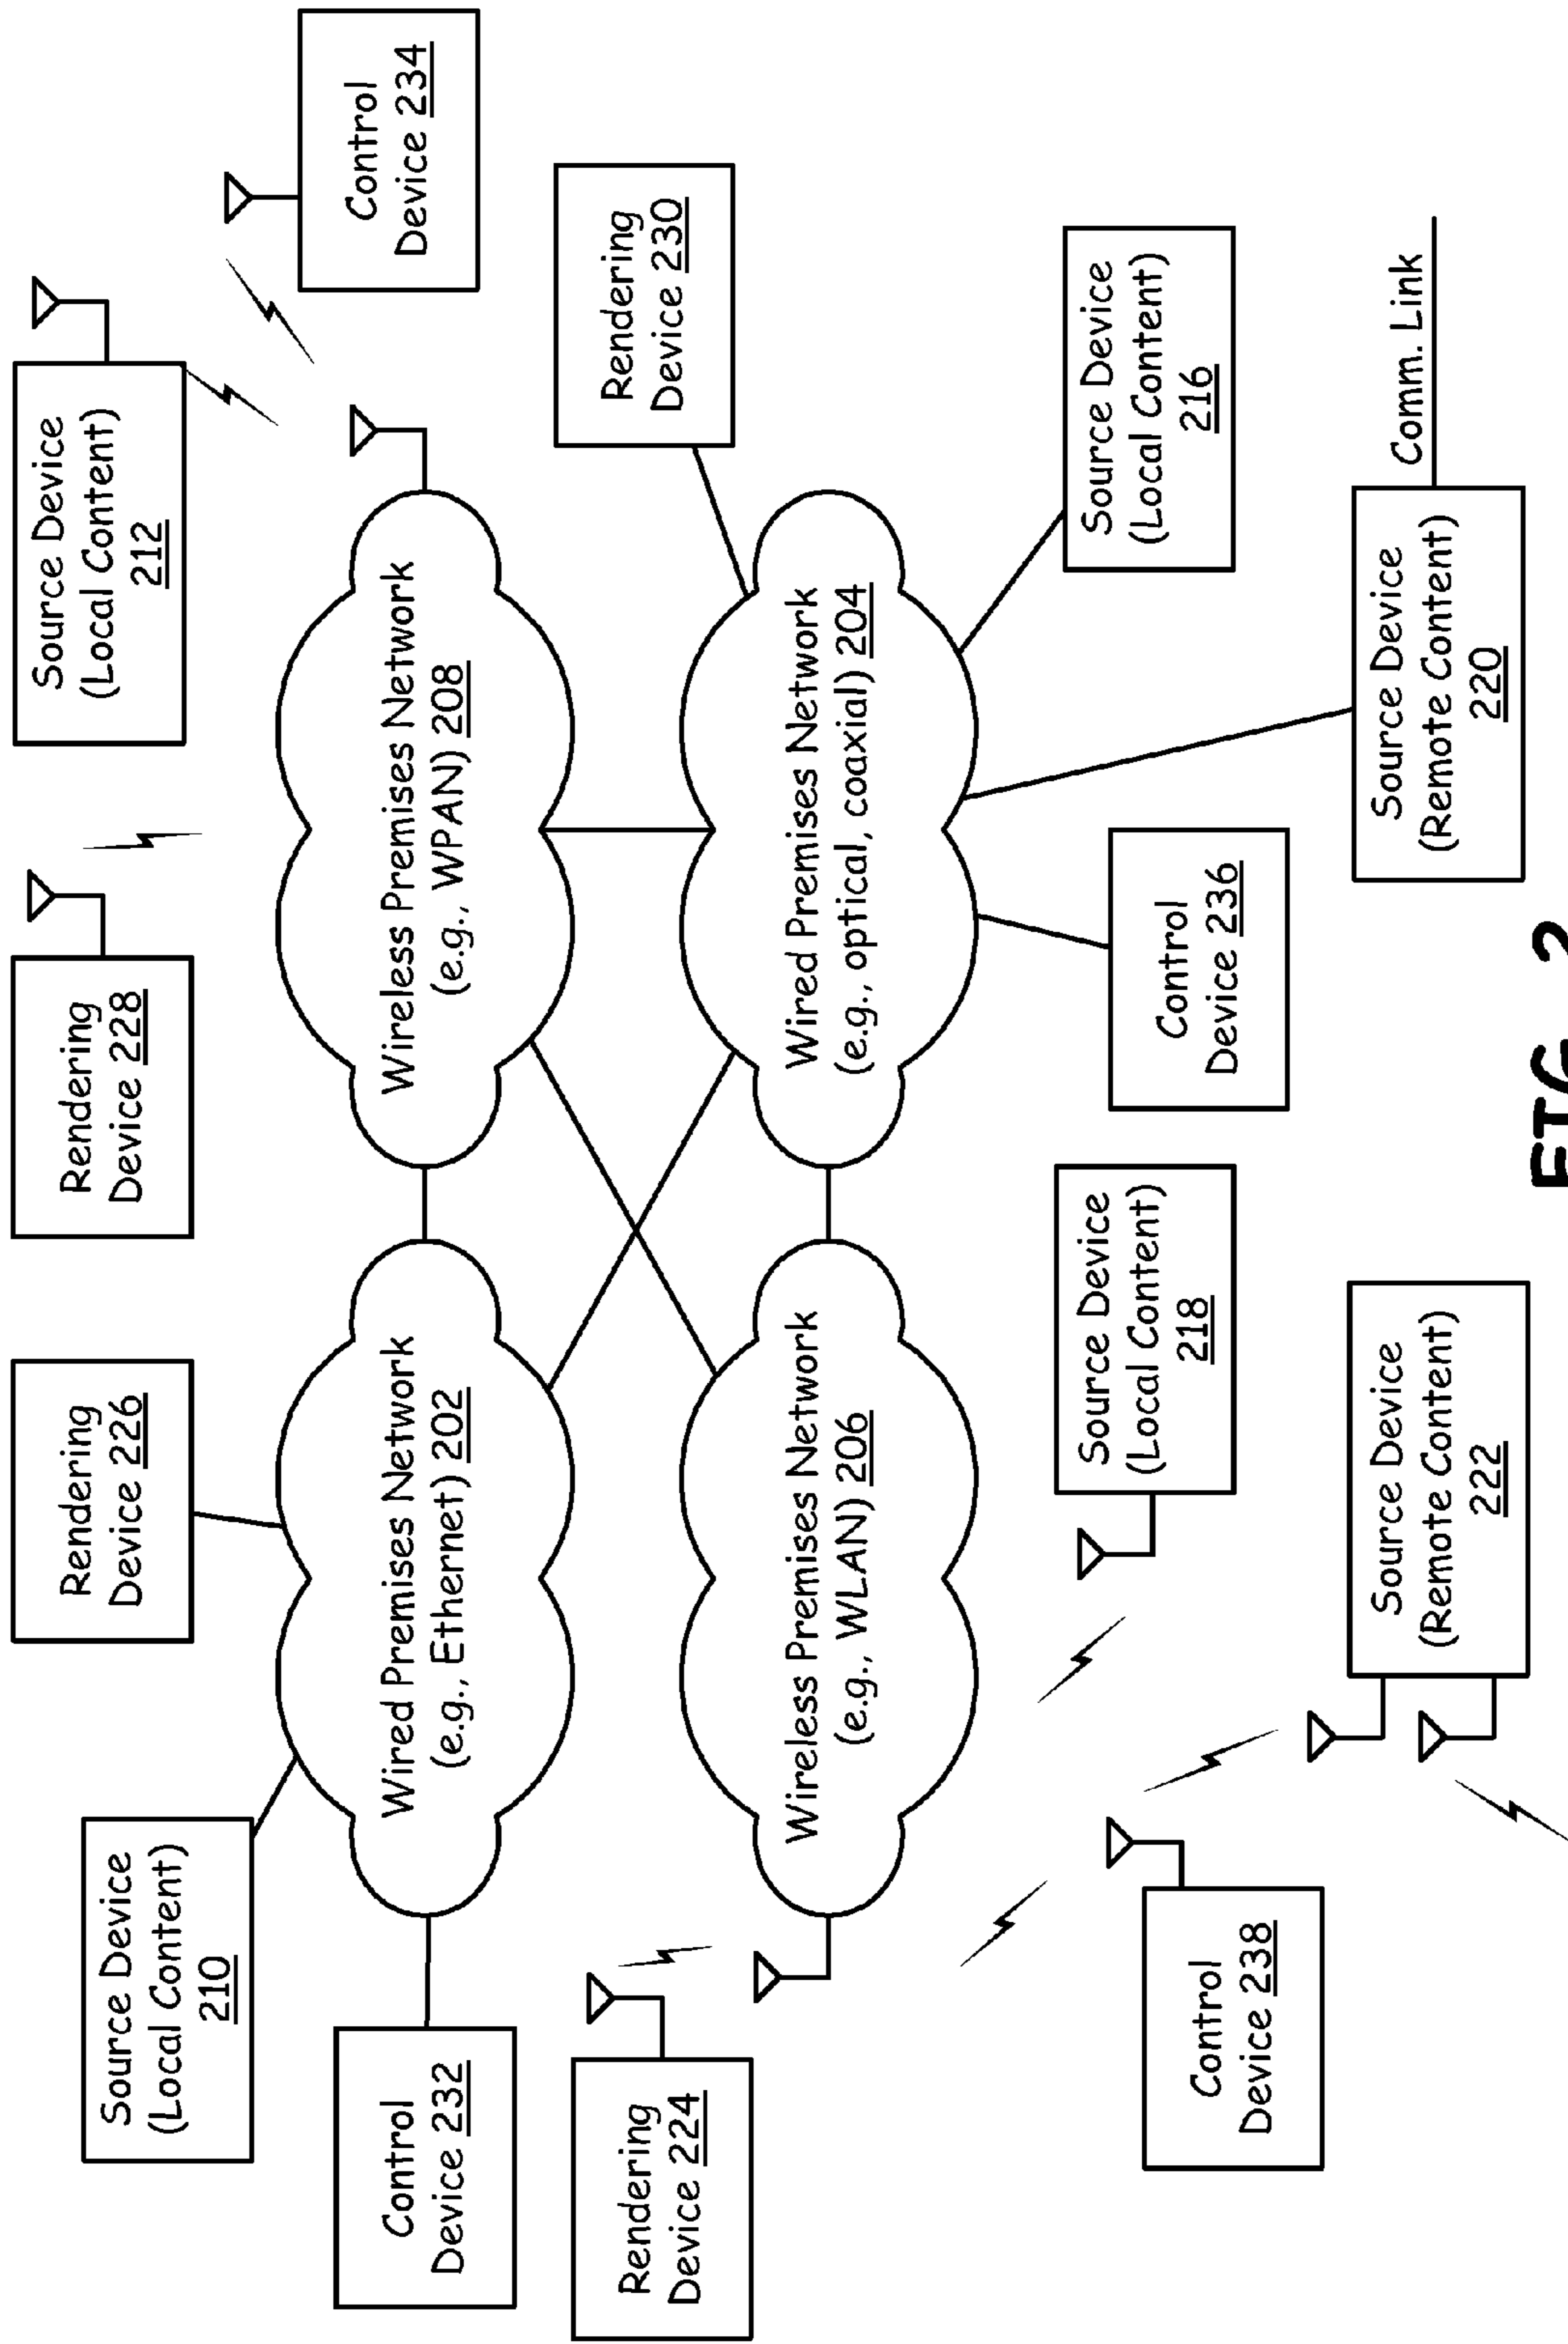 Source Device
(Local Content)
210
Rendering
Device 226
Rendering
Device 228
Source Device
(Local Content)
212
Control
Device 232
Wired Premises Network
(e.g., Ethernet) 202
Wireless Premises Network
(e.g., WPAN) 208
Control
Device 234
Rendering
Device 224
Wireless Premises Network
(e.g., WLAN) 206
Wired Premises Network
(e.g., optical, coaxial) 204
Rendering
Device 230
Control
Device 238
Source Device
(Local Content)
218
Control
Device 236
Source Device
(Local Content)
216
Source Device
(Remote Content)
222
Source Device
(Remote Content)
220
Comm. Link
FIG. 2